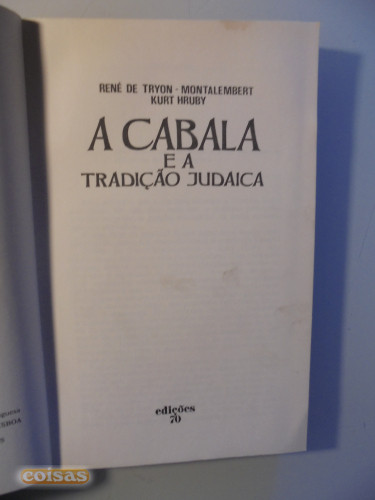 RENÉ DE TRYON - MONTALEMBERT
KURT HRUBY
A CABALA
E A
TRADIÇÃO JUDAICA
edições
70
coisas